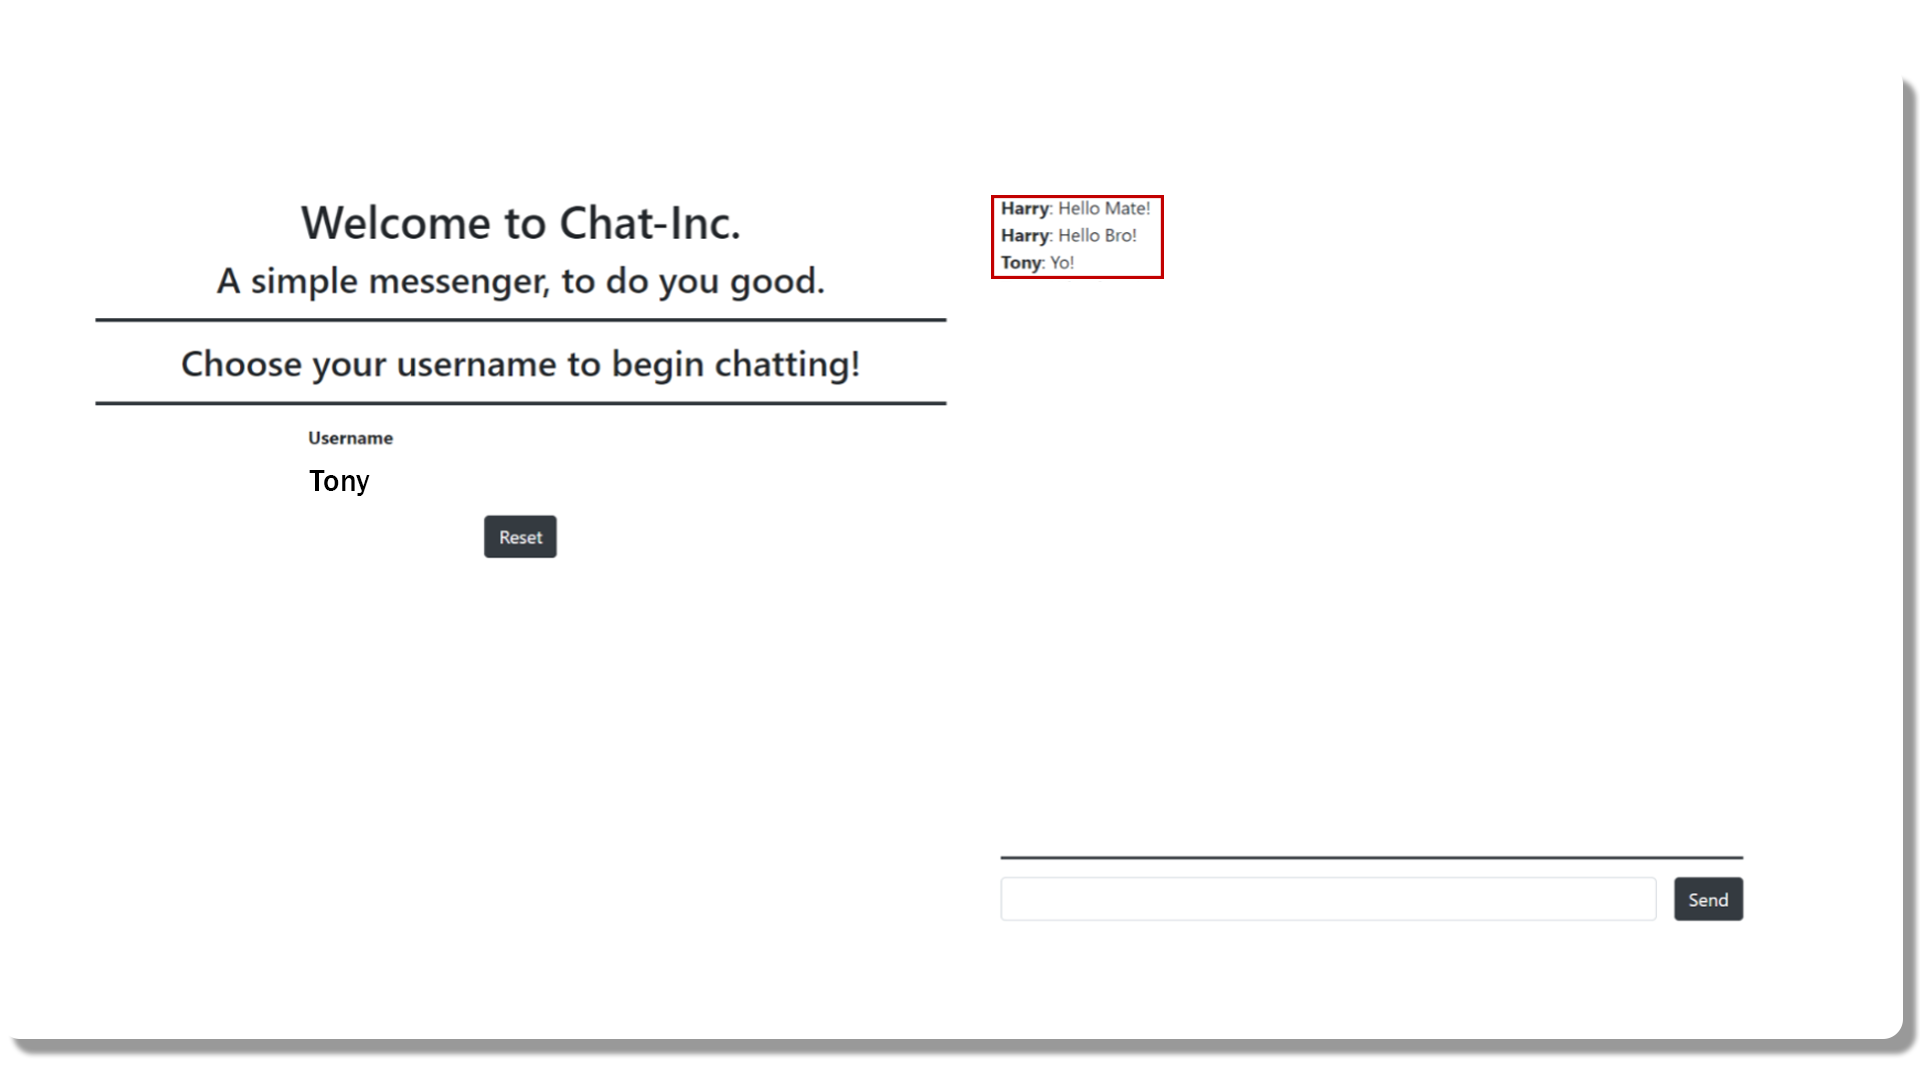 Welcome to Chat-Inc.
A simple messenger, to do you good.
Choose your username to begin chatting!
Username
Tony
Reset
Harry: Hello Mate!
Harry: Hello Bro!
Tony: Yo!
Send